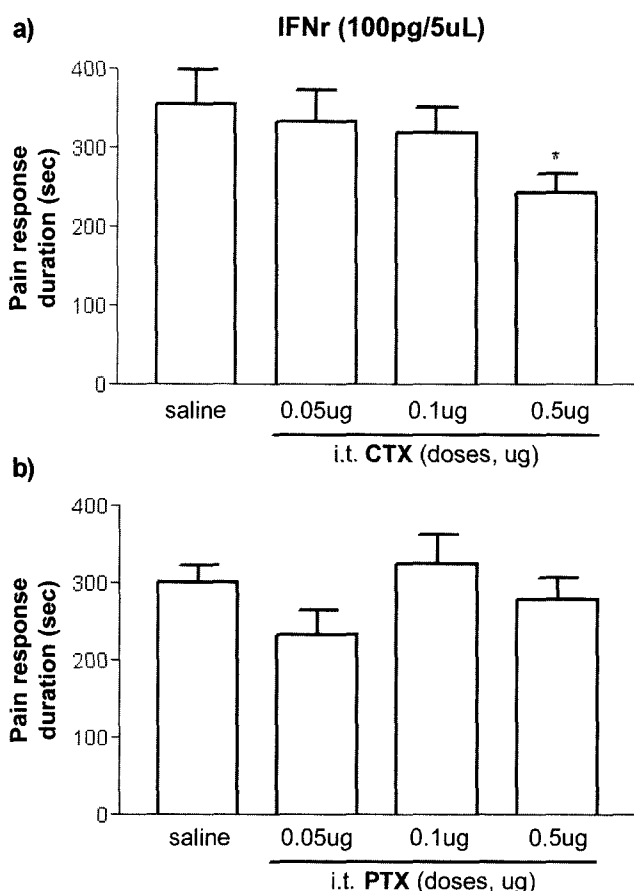 a)
IFNr (100pg/5uL)
Pain response
duration (sec)
400
300
200
100
0
*
saline 0.05ug 0.1ug 0.5ug
i.t. CTX (doses, ug)
b)
Pain response
duration (sec)
400
300
200
100
0
saline 0.05ug 0.1ug 0.5ug
i.t. PTX (doses, ug)